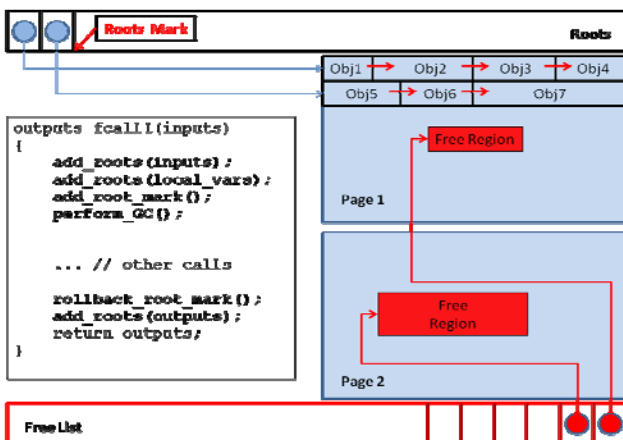 Roots Mark
Roots
Obj1 Obj2 Obj3 Obj4
Obj5 Obj6 Obj7
outputs fcalII(inputs)
{
add_roots(inputs);
add_roots(local_vars);
add_root_mark();
perform_GC();
... // other calls
rollback_root_mark();
add_roots(outputs);
return outputs;
}
Free Region
Page 1
Free
Region
Page 2
Free List